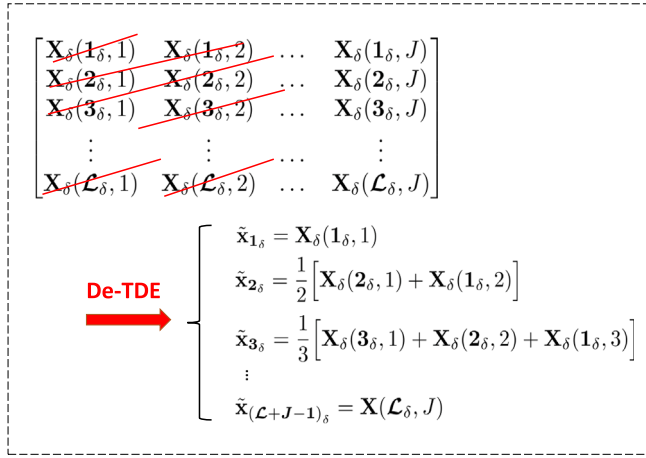 X_δ(1_δ, 1) X_δ(1_δ, 2) … X_δ(1_δ, J)
X_δ(2_δ, 1) X_δ(2_δ, 2) … X_δ(2_δ, J)
X_δ(3_δ, 1) X_δ(3_δ, 2) … X_δ(3_δ, J)
⋮ ⋮ ⋮
X_δ(𝓛_δ, 1) X_δ(𝓛_δ, 2) … X_δ(𝓛_δ, J)
De-TDE
x̃_{1_δ} = X_δ(1_δ, 1)
x̃_{2_δ} = 1/2 [X_δ(2_δ, 1) + X_δ(1_δ, 2)]
x̃_{3_δ} = 1/3 [X_δ(3_δ, 1) + X_δ(2_δ, 2) + X_δ(1_δ, 3)]
⋮
x̃_{(𝓛+J−1)_δ} = X(𝓛_δ, J)